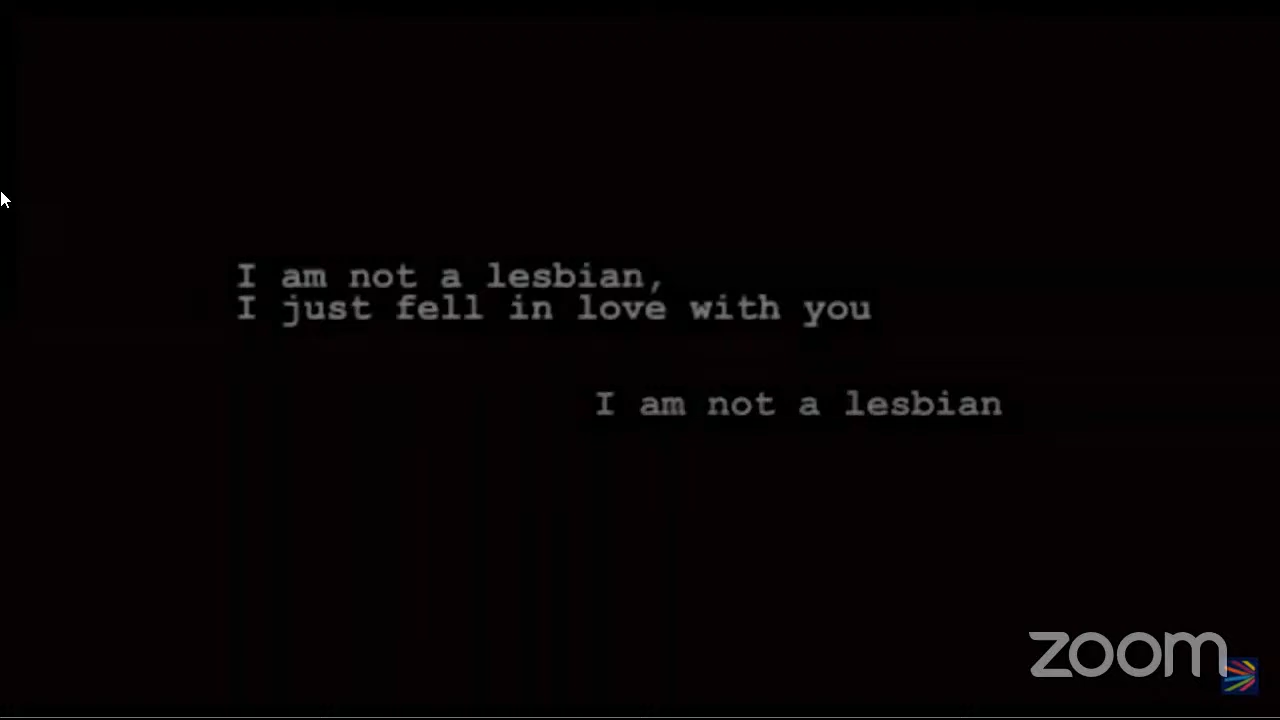 I am not a lesbian,
I just fell in love with you
I am not a lesbian
zoom